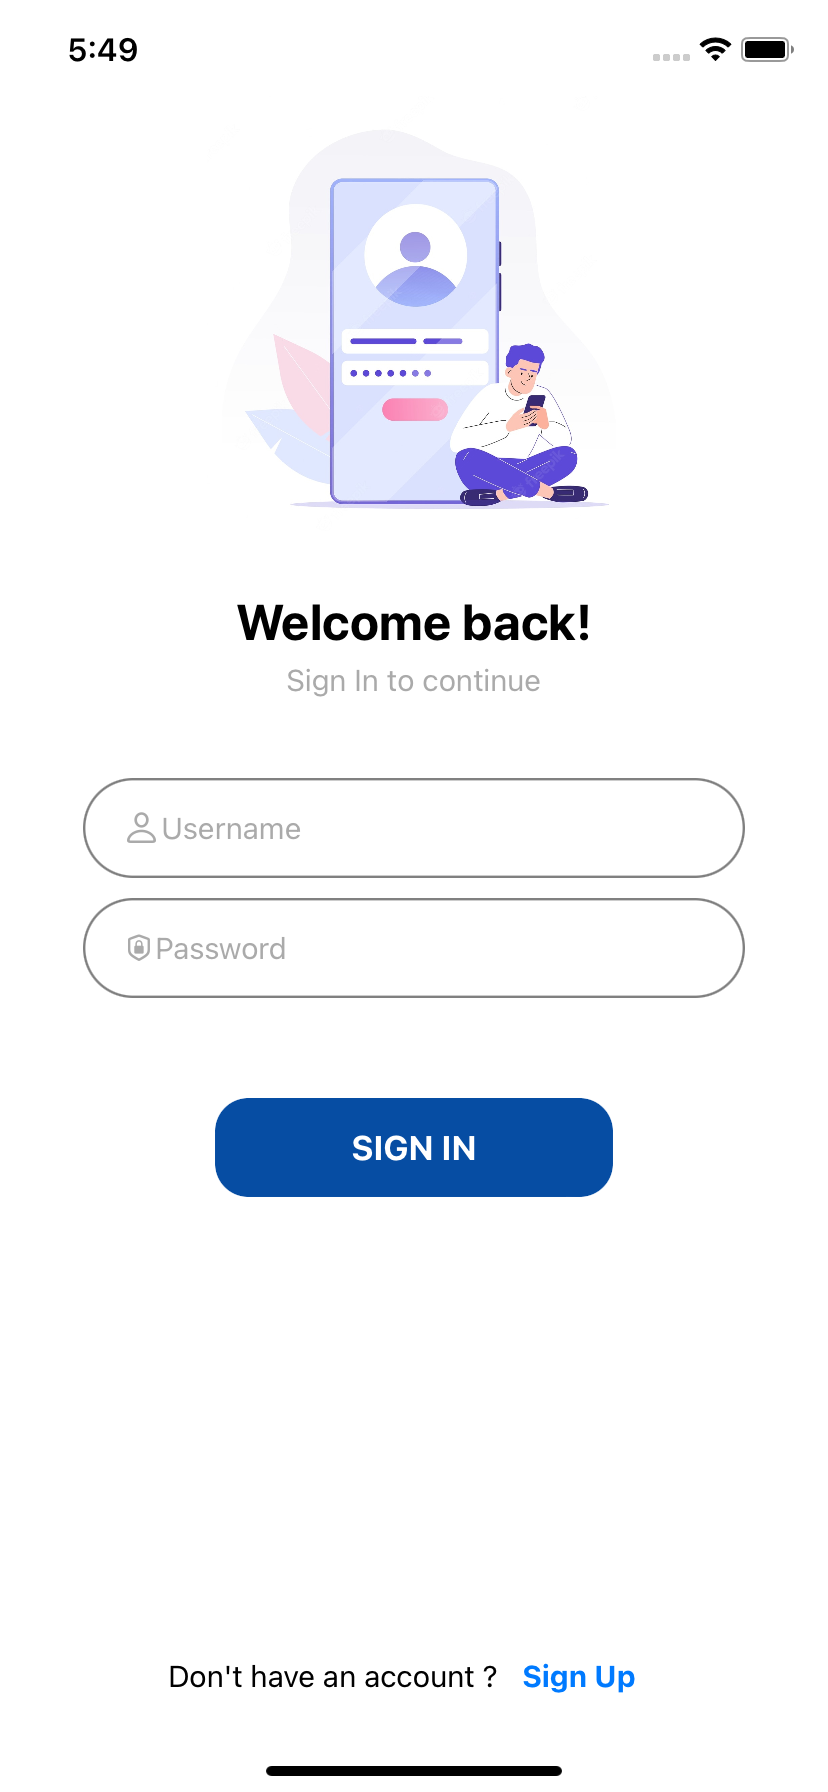 5:49
Welcome back!
Sign In to continue
Username
Password
SIGN IN
Don't have an account ? Sign Up